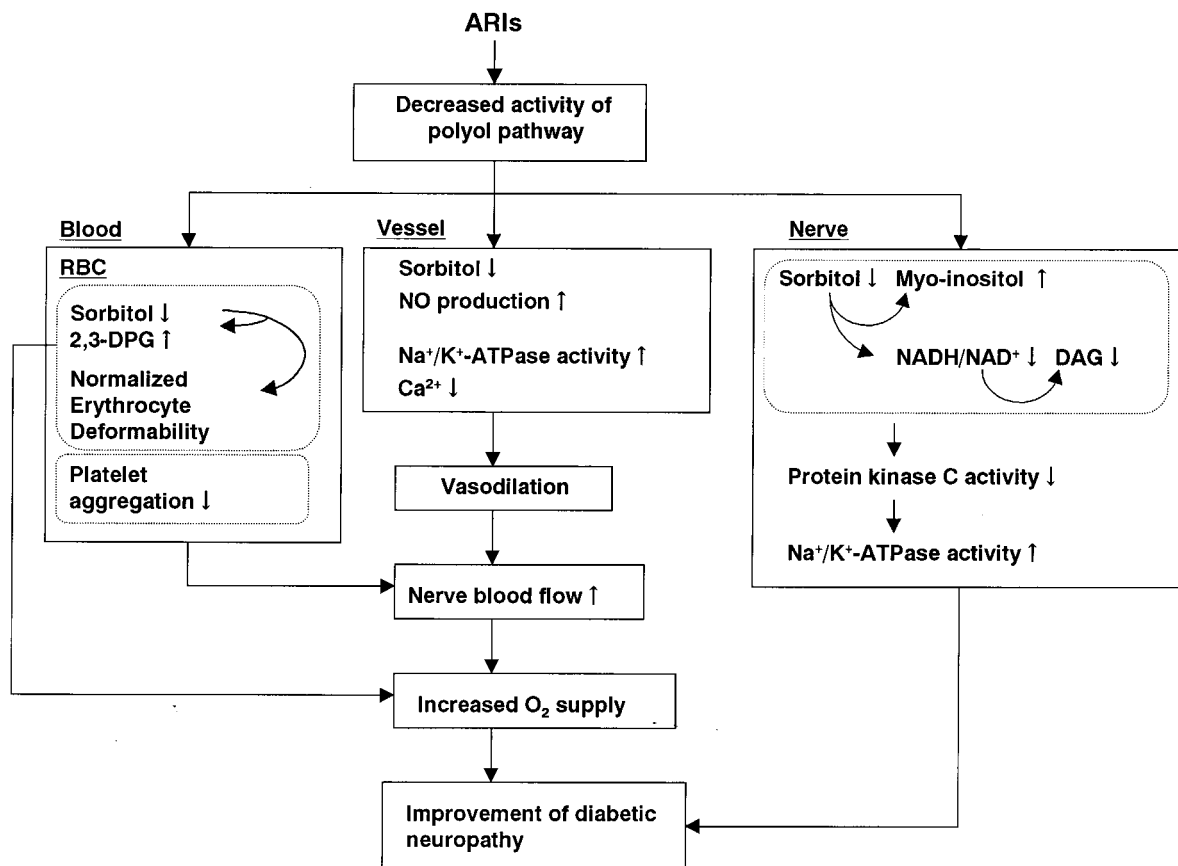 ARIs
Decreased activity of
polyol pathway
Blood
RBC
Sorbitol ↓
2,3-DPG ↑
Normalized
Erythrocyte
Deformability
Platelet
aggregation ↓
Vessel
Sorbitol ↓
NO production ↑
Na⁺/K⁺-ATPase activity ↑
Ca²⁺ ↓
Vasodilation
Nerve blood flow ↑
Increased O₂ supply
Nerve
Sorbitol ↓ Myo-inositol ↑
NADH/NAD⁺ ↓ DAG ↓
Protein kinase C activity ↓
Na⁺/K⁺-ATPase activity ↑
Improvement of diabetic
neuropathy